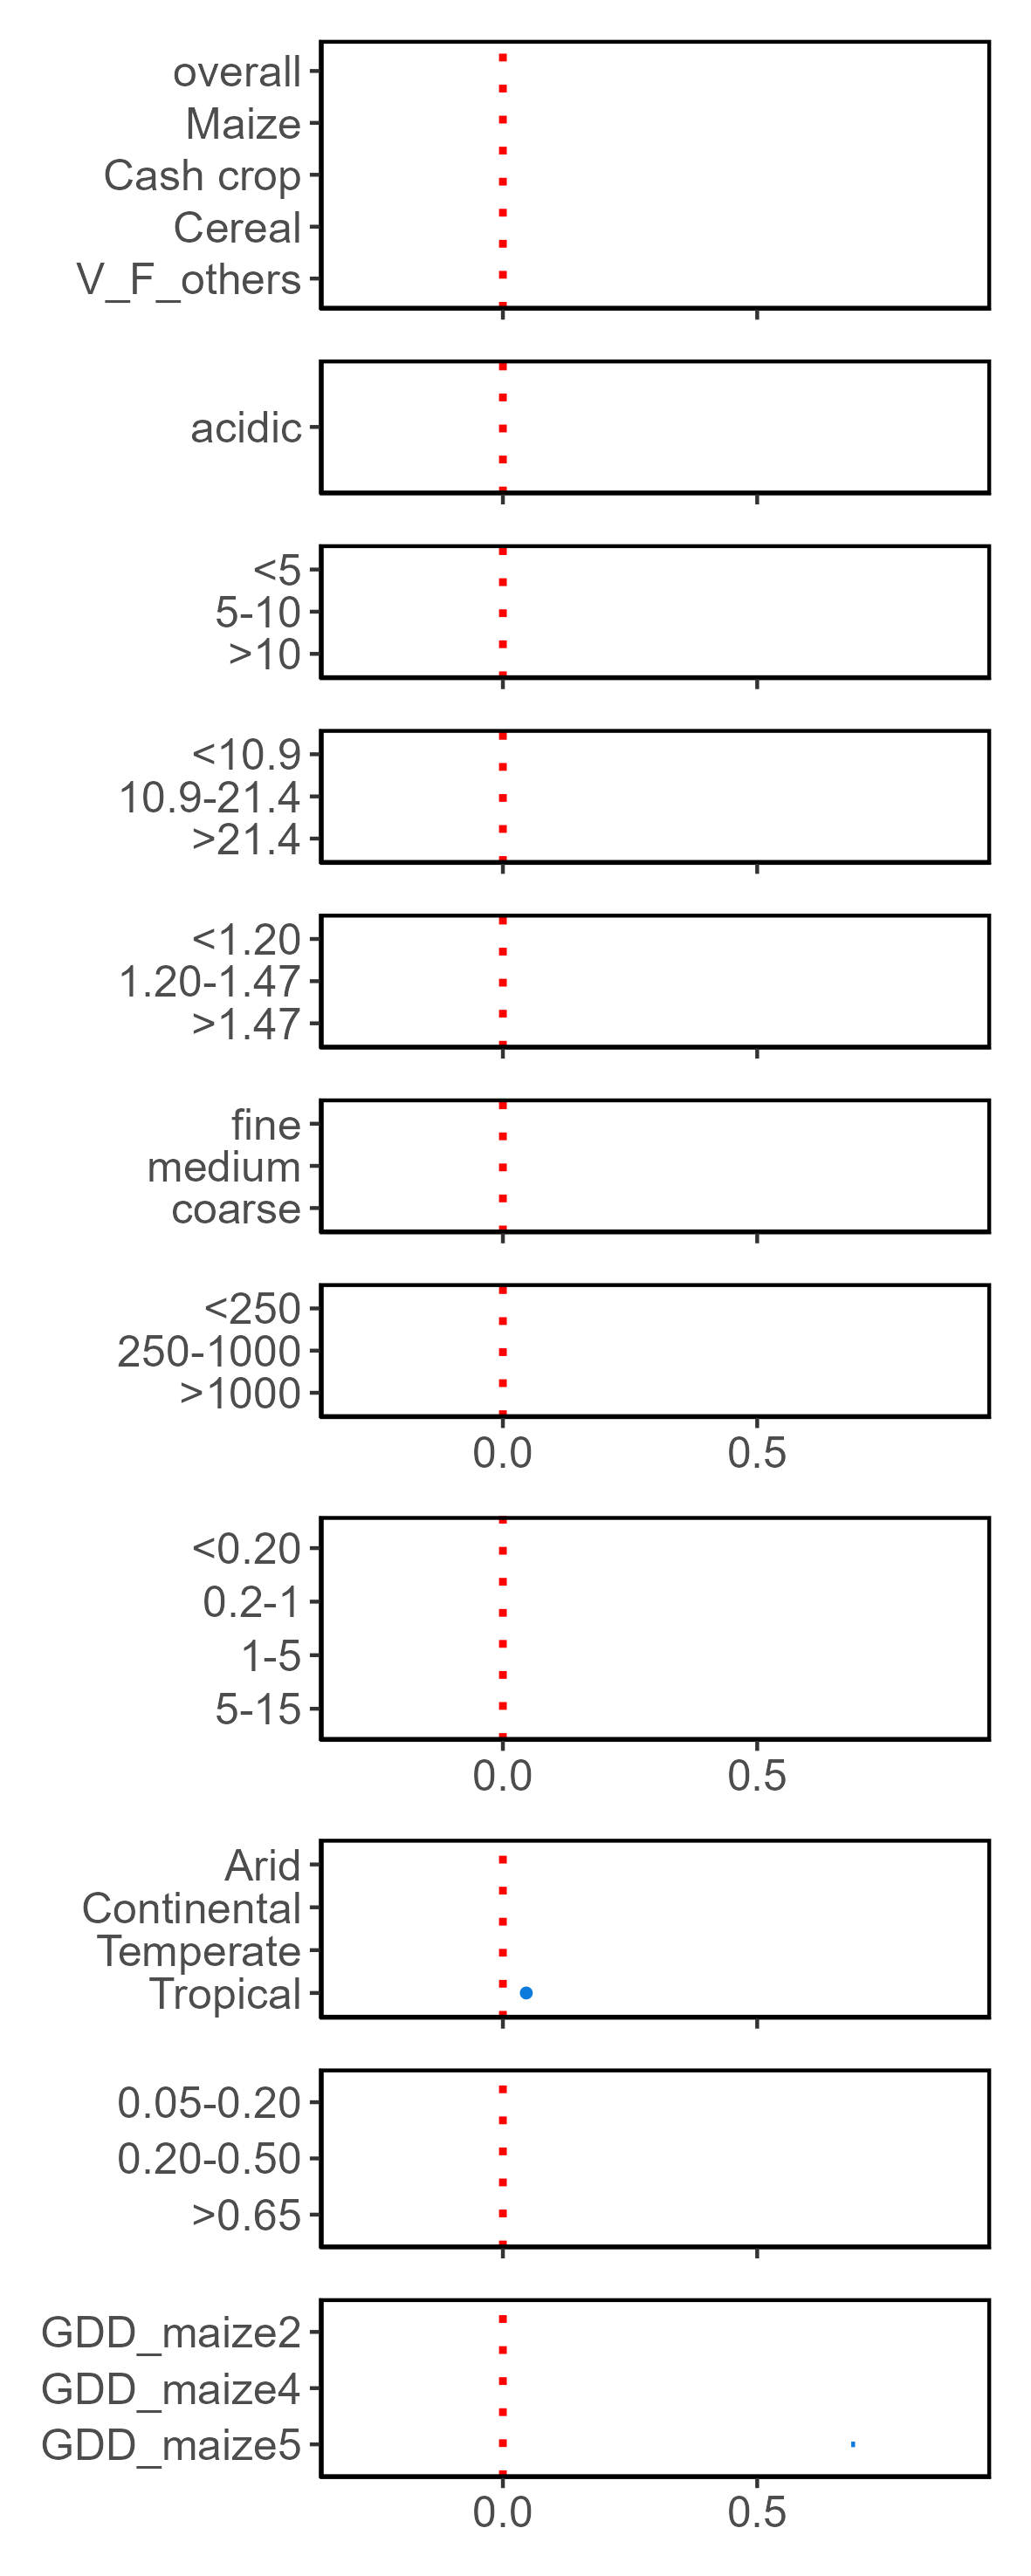 overall
Maize
Cash crop
Cereal
V_F_others
acidic
<5
5-10
>10
<10.9
10.9-21.4
>21.4
<1.20
1.20-1.47
>1.47
fine
medium
coarse
<250
250-1000
>1000
0.0 0.5
<0.20
0.2-1
1-5
5-15
0.0 0.5
Arid
Continental
Temperate
Tropical
0.05-0.20
0.20-0.50
>0.65
GDD_maize2
GDD_maize4
GDD_maize5
0.0 0.5